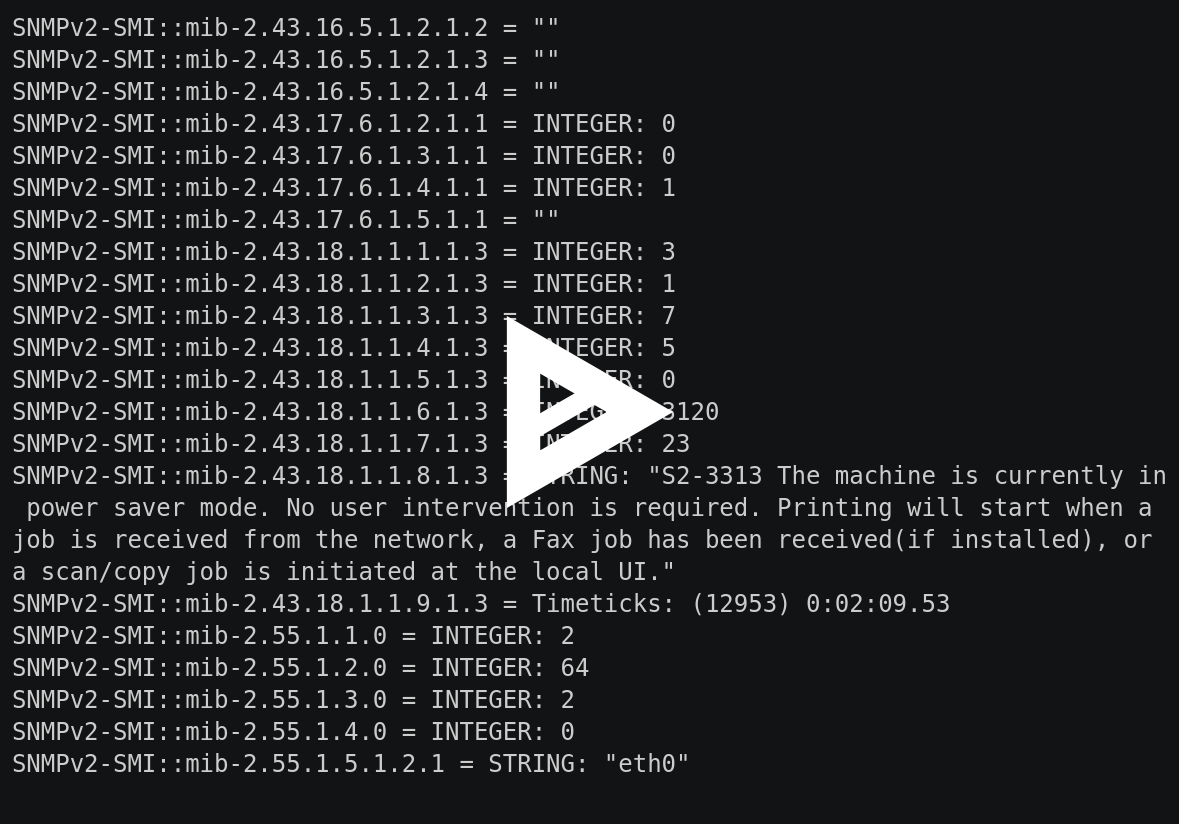 SNMPv2-SMI::mib-2.43.16.5.1.2.1.2 = ""
SNMPv2-SMI::mib-2.43.16.5.1.2.1.3 = ""
SNMPv2-SMI::mib-2.43.16.5.1.2.1.4 = ""
SNMPv2-SMI::mib-2.43.17.6.1.2.1.1 = INTEGER: 0
SNMPv2-SMI::mib-2.43.17.6.1.3.1.1 = INTEGER: 0
SNMPv2-SMI::mib-2.43.17.6.1.4.1.1 = INTEGER: 1
SNMPv2-SMI::mib-2.43.17.6.1.5.1.1 = ""
SNMPv2-SMI::mib-2.43.18.1.1.1.1.3 = INTEGER: 3
SNMPv2-SMI::mib-2.43.18.1.1.2.1.3 = INTEGER: 1
SNMPv2-SMI::mib-2.43.18.1.1.3.1.3 = INTEGER: 7
SNMPv2-SMI::mib-2.43.18.1.1.4.1.3 = INTEGER: 5
SNMPv2-SMI::mib-2.43.18.1.1.5.1.3 = INTEGER: 0
SNMPv2-SMI::mib-2.43.18.1.1.6.1.3 = INTEGER: 3120
SNMPv2-SMI::mib-2.43.18.1.1.7.1.3 = INTEGER: 23
SNMPv2-SMI::mib-2.43.18.1.1.8.1.3 = STRING: "S2-3313 The machine is currently in
 power saver mode. No user intervention is required. Printing will start when a
job is received from the network, a Fax job has been received(if installed), or
a scan/copy job is initiated at the local UI."
SNMPv2-SMI::mib-2.43.18.1.1.9.1.3 = Timeticks: (12953) 0:02:09.53
SNMPv2-SMI::mib-2.55.1.1.0 = INTEGER: 2
SNMPv2-SMI::mib-2.55.1.2.0 = INTEGER: 64
SNMPv2-SMI::mib-2.55.1.3.0 = INTEGER: 2
SNMPv2-SMI::mib-2.55.1.4.0 = INTEGER: 0
SNMPv2-SMI::mib-2.55.1.5.1.2.1 = STRING: "eth0"